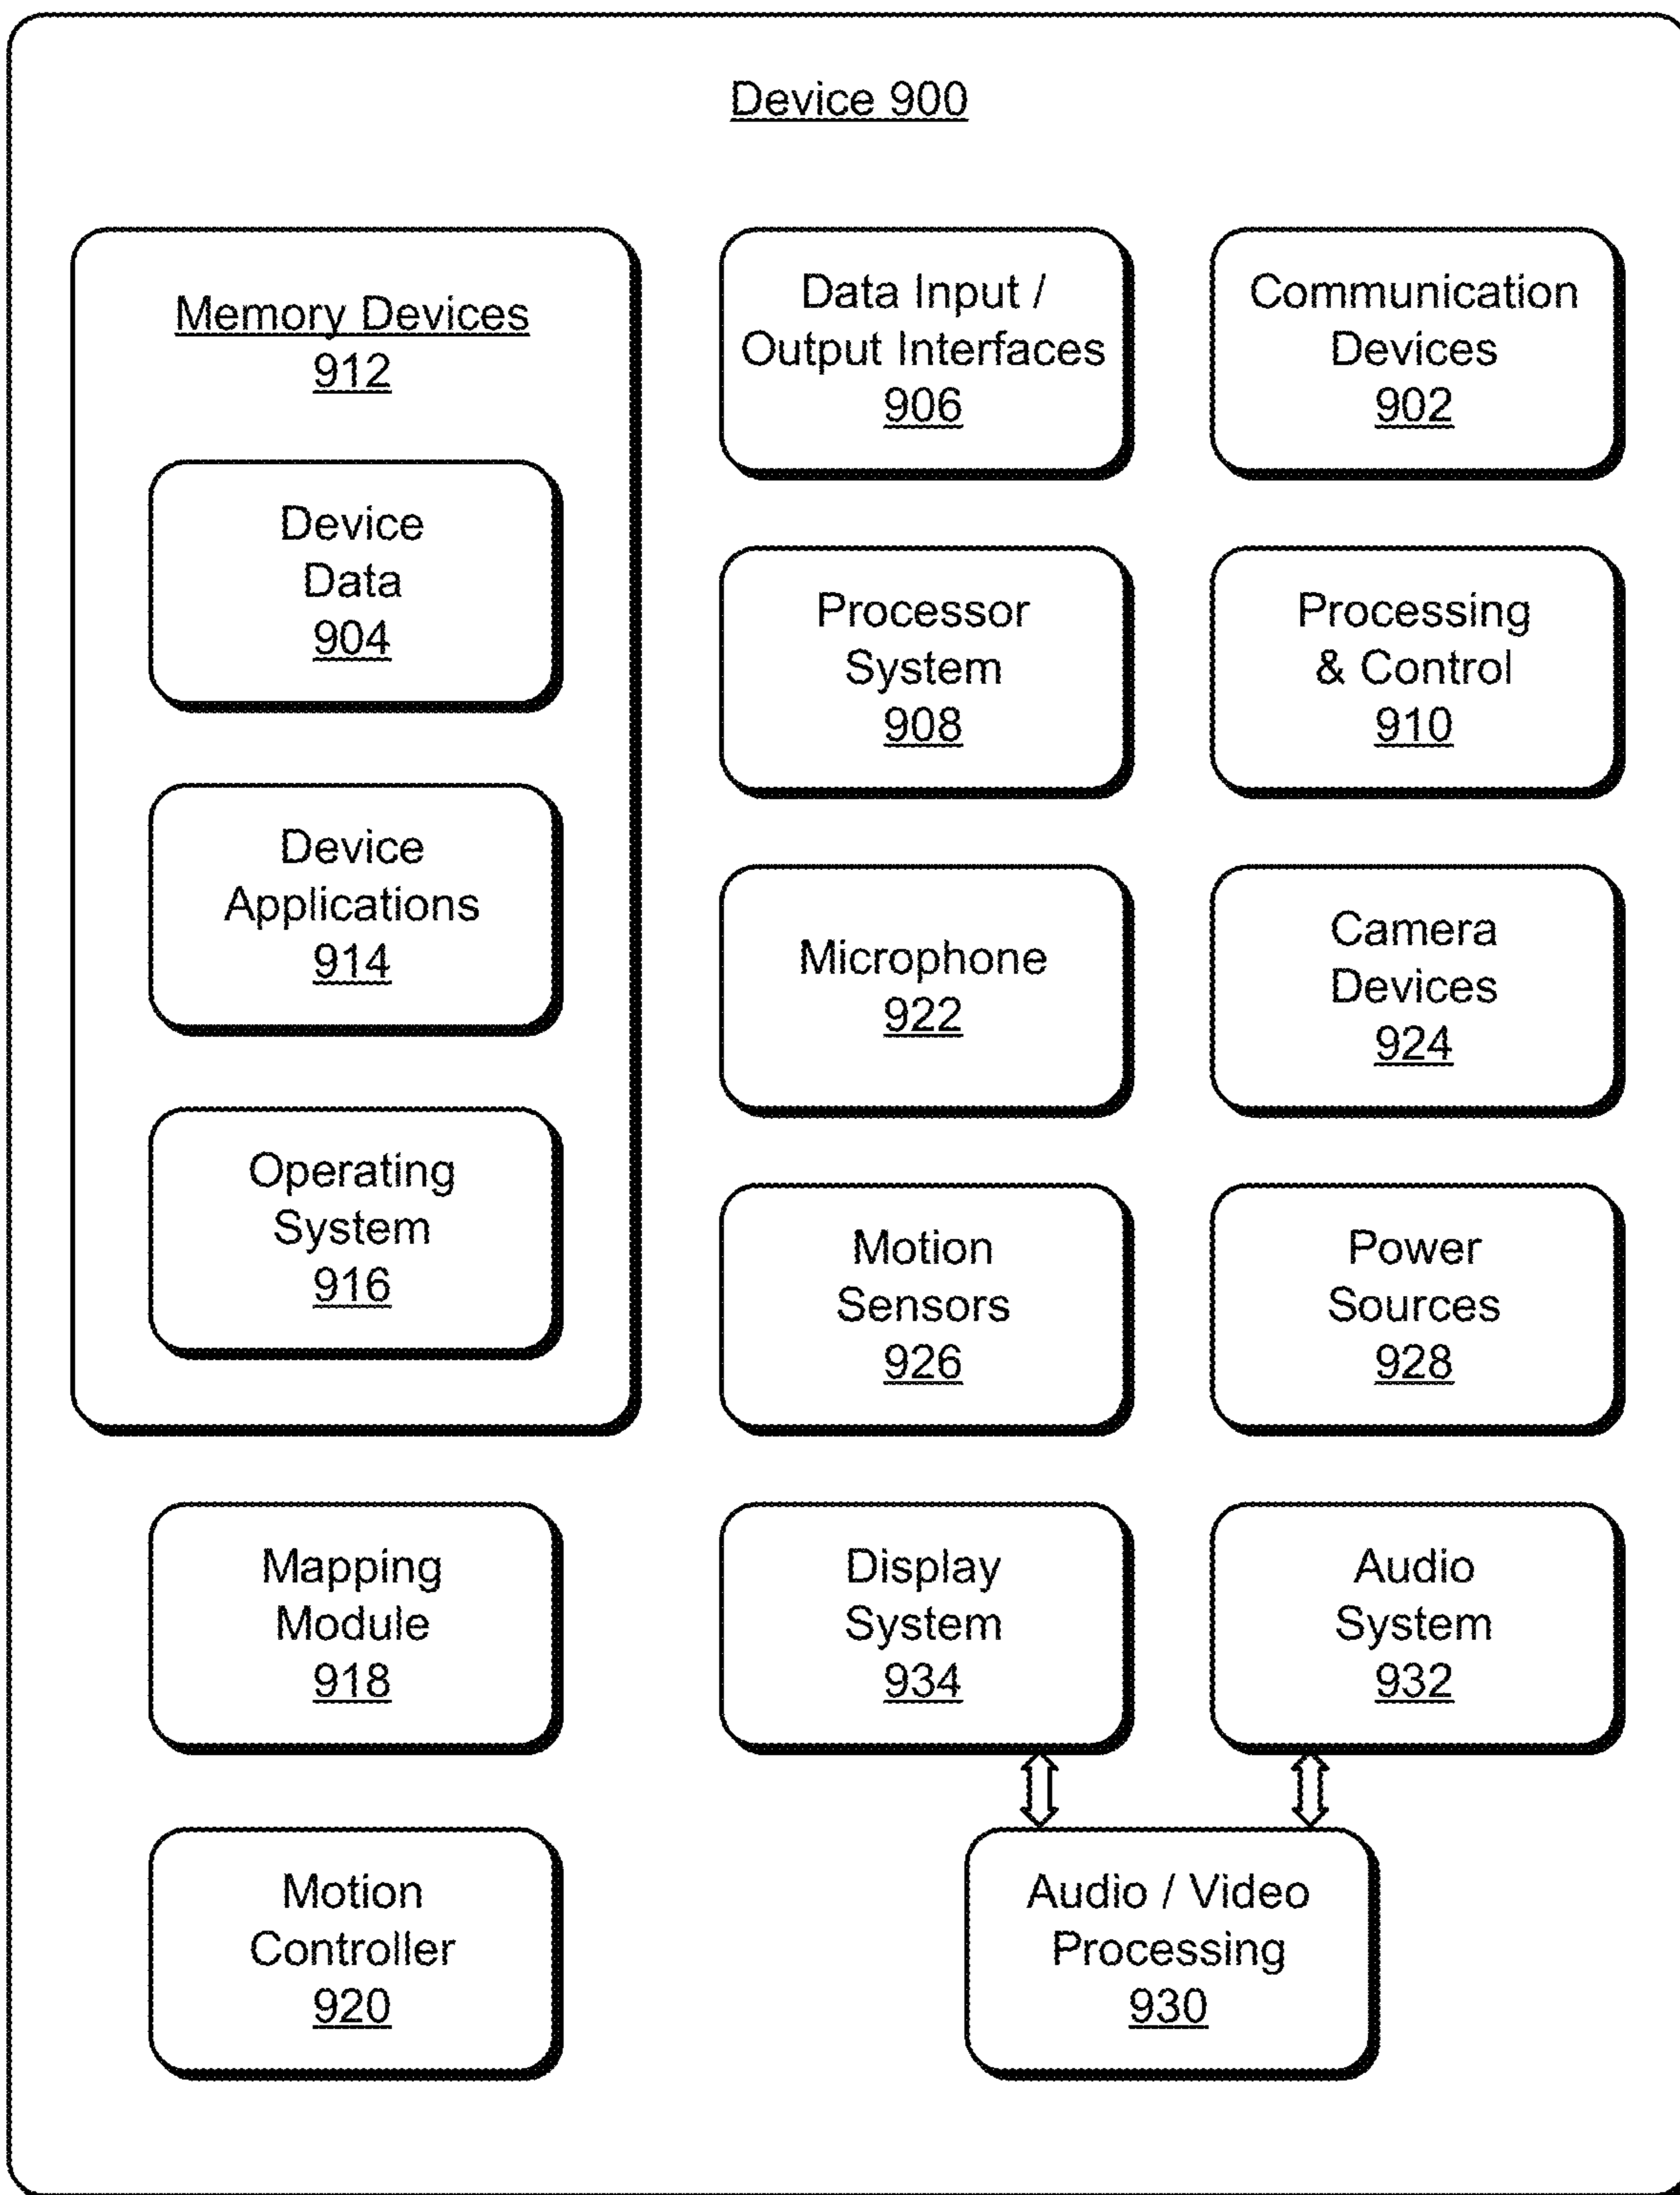 Device 900
Memory Devices
912
Device
Data
904
Device
Applications
914
Operating
System
916
Mapping
Module
918
Motion
Controller
920
Data Input /
Output Interfaces
906
Communication
Devices
902
Processor
System
908
Processing
& Control
910
Microphone
922
Camera
Devices
924
Motion
Sensors
926
Power
Sources
928
Display
System
934
Audio
System
932
Audio / Video
Processing
930